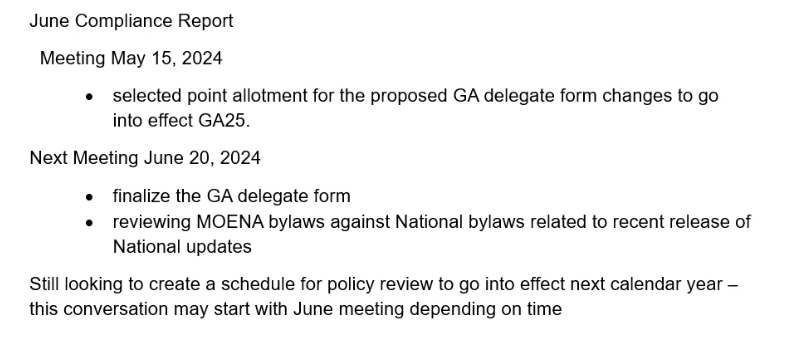 June Compliance Report
Meeting May 15, 2024
• selected point allotment for the proposed GA delegate form changes to go
into effect GA25.
Next Meeting June 20, 2024
• finalize the GA delegate form
• reviewing MOENA bylaws against National bylaws related to recent release of
National updates
Still looking to create a schedule for policy review to go into effect next calendar year –
this conversation may start with June meeting depending on time